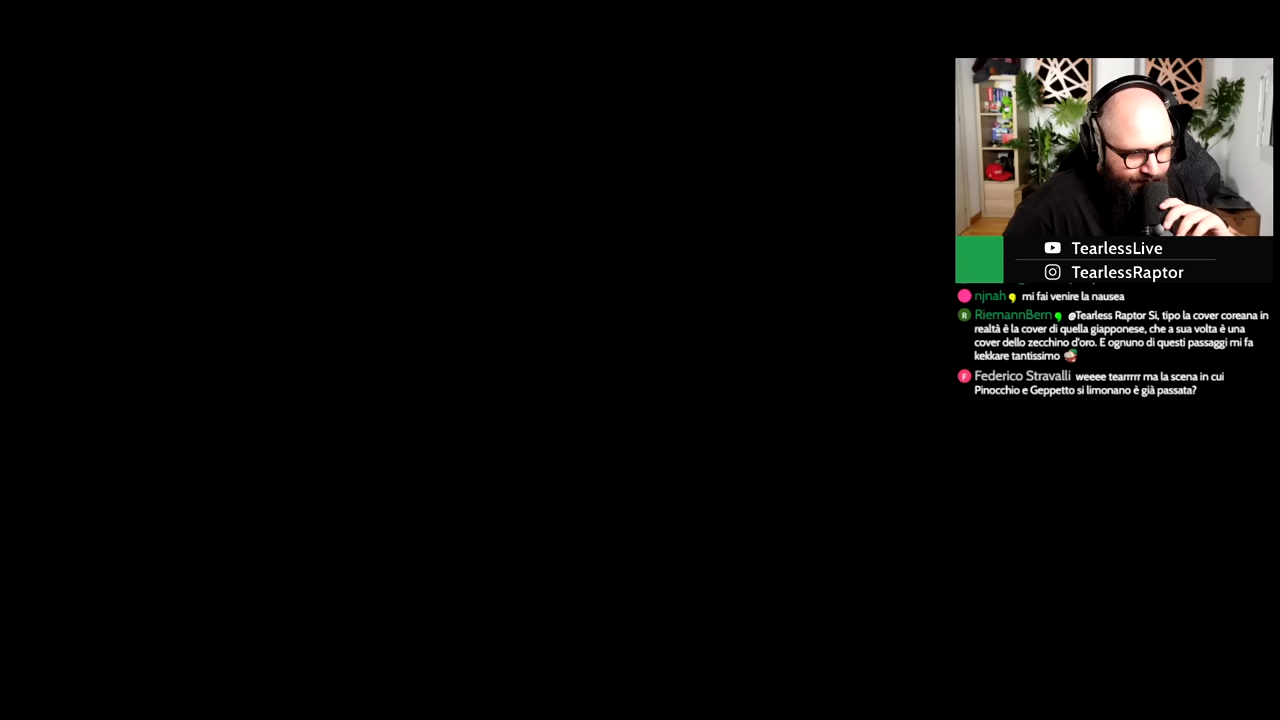 TearlessLive
TearlessRaptor
njnah mi fai venire la nausea
R RiemannBern @Tearless Raptor Si, tipo la cover coreana in
realtà è la cover di quella giapponese, che a sua volta è una
cover dello zecchino d'oro. E ognuno di questi passaggi mi fa
kekkare tantissimo
F Federico Stravalli weeee tearrrrr ma la scena in cui
Pinocchio e Geppetto si limonano è già passata?